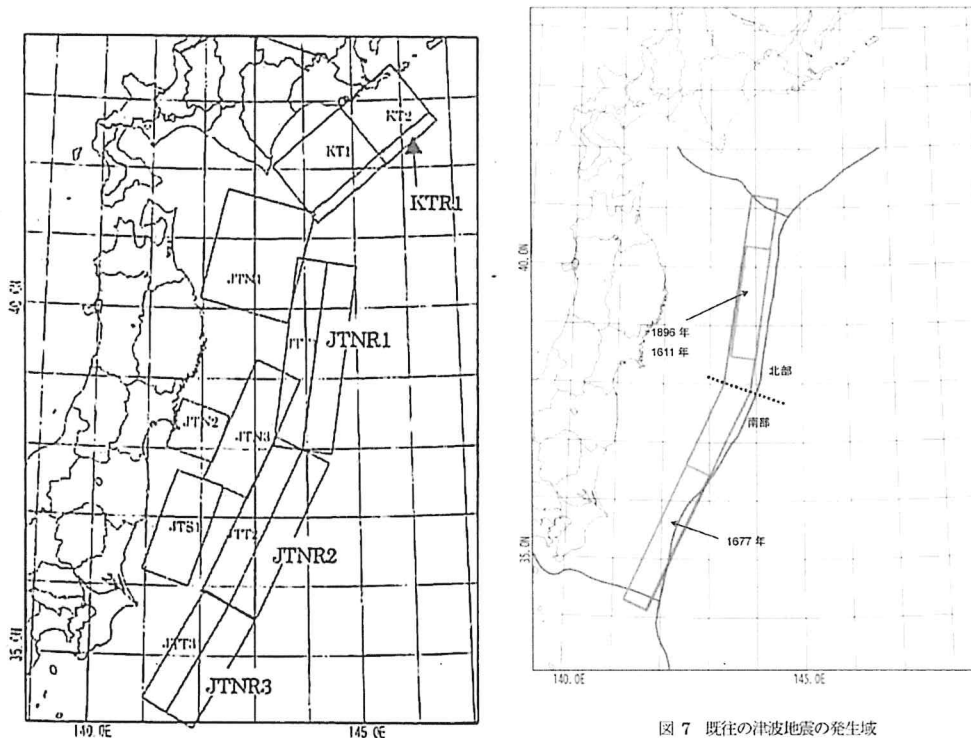 KT2
KT1
KTR1
JTN1
JTNR1
JTN2
JTN3
JTS1
JTT2
JTNR2
JTT3
JTNR3
40.0N
35.0N
140.0E
145.0E
40.0N
35.0N
1896 年
1611 年
北部
南部
1677 年
140.0E
145.0E
図 7 既往の津波地震の発生域